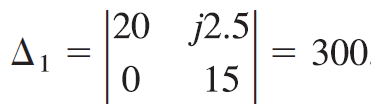 Δ₁ = |20 j2.5| = 300.
|0 15|